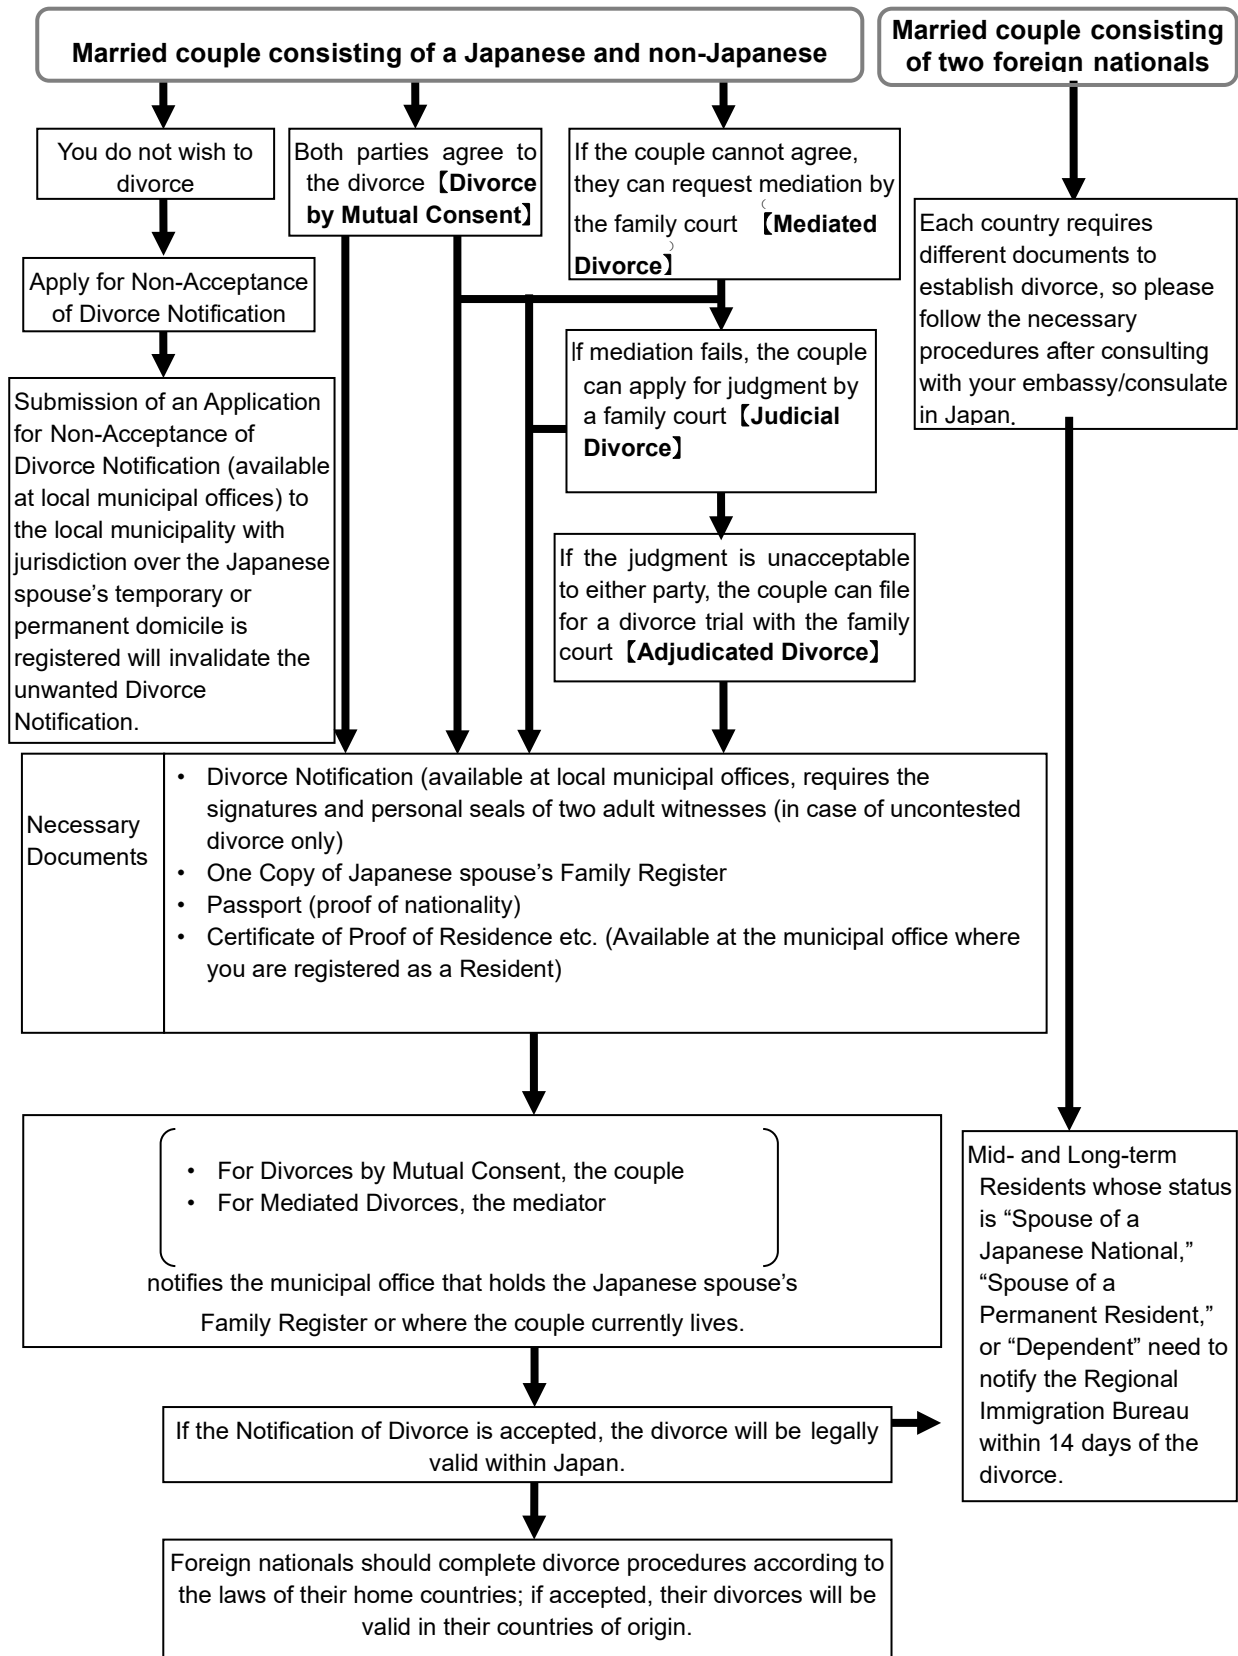 Married couple consisting of a Japanese and non-Japanese
Married couple consisting
of two foreign nationals
You do not wish to
divorce
Apply for Non-Acceptance
of Divorce Notification
Submission of an Application
for Non-Acceptance of
Divorce Notification (available
at local municipal offices) to
the local municipality with
jurisdiction over the Japanese
spouse’s temporary or
permanent domicile is
registered will invalidate the
unwanted Divorce
Notification.
Both parties agree to
the divorce【Divorce
by Mutual Consent】
If the couple cannot agree,
they can request mediation by
the family court 【Mediated
Divorce】
If mediation fails, the couple
can apply for judgment by
a family court【Judicial
Divorce】
If the judgment is unacceptable
to either party, the couple can file
for a divorce trial with the family
court【Adjudicated Divorce】
Each country requires
different documents to
establish divorce, so please
follow the necessary
procedures after consulting
with your embassy/consulate
in Japan.
Necessary
Documents
• Divorce Notification (available at local municipal offices, requires the
signatures and personal seals of two adult witnesses (in case of uncontested
divorce only)
• One Copy of Japanese spouse’s Family Register
• Passport (proof of nationality)
• Certificate of Proof of Residence etc. (Available at the municipal office where
you are registered as a Resident)
• For Divorces by Mutual Consent, the couple
• For Mediated Divorces, the mediator
notifies the municipal office that holds the Japanese spouse’s
Family Register or where the couple currently lives.
If the Notification of Divorce is accepted, the divorce will be legally
valid within Japan.
Foreign nationals should complete divorce procedures according to
the laws of their home countries; if accepted, their divorces will be
valid in their countries of origin.
Mid- and Long-term
Residents whose status
is “Spouse of a
Japanese National,”
“Spouse of a
Permanent Resident,”
or “Dependent” need to
notify the Regional
Immigration Bureau
within 14 days of the
divorce.